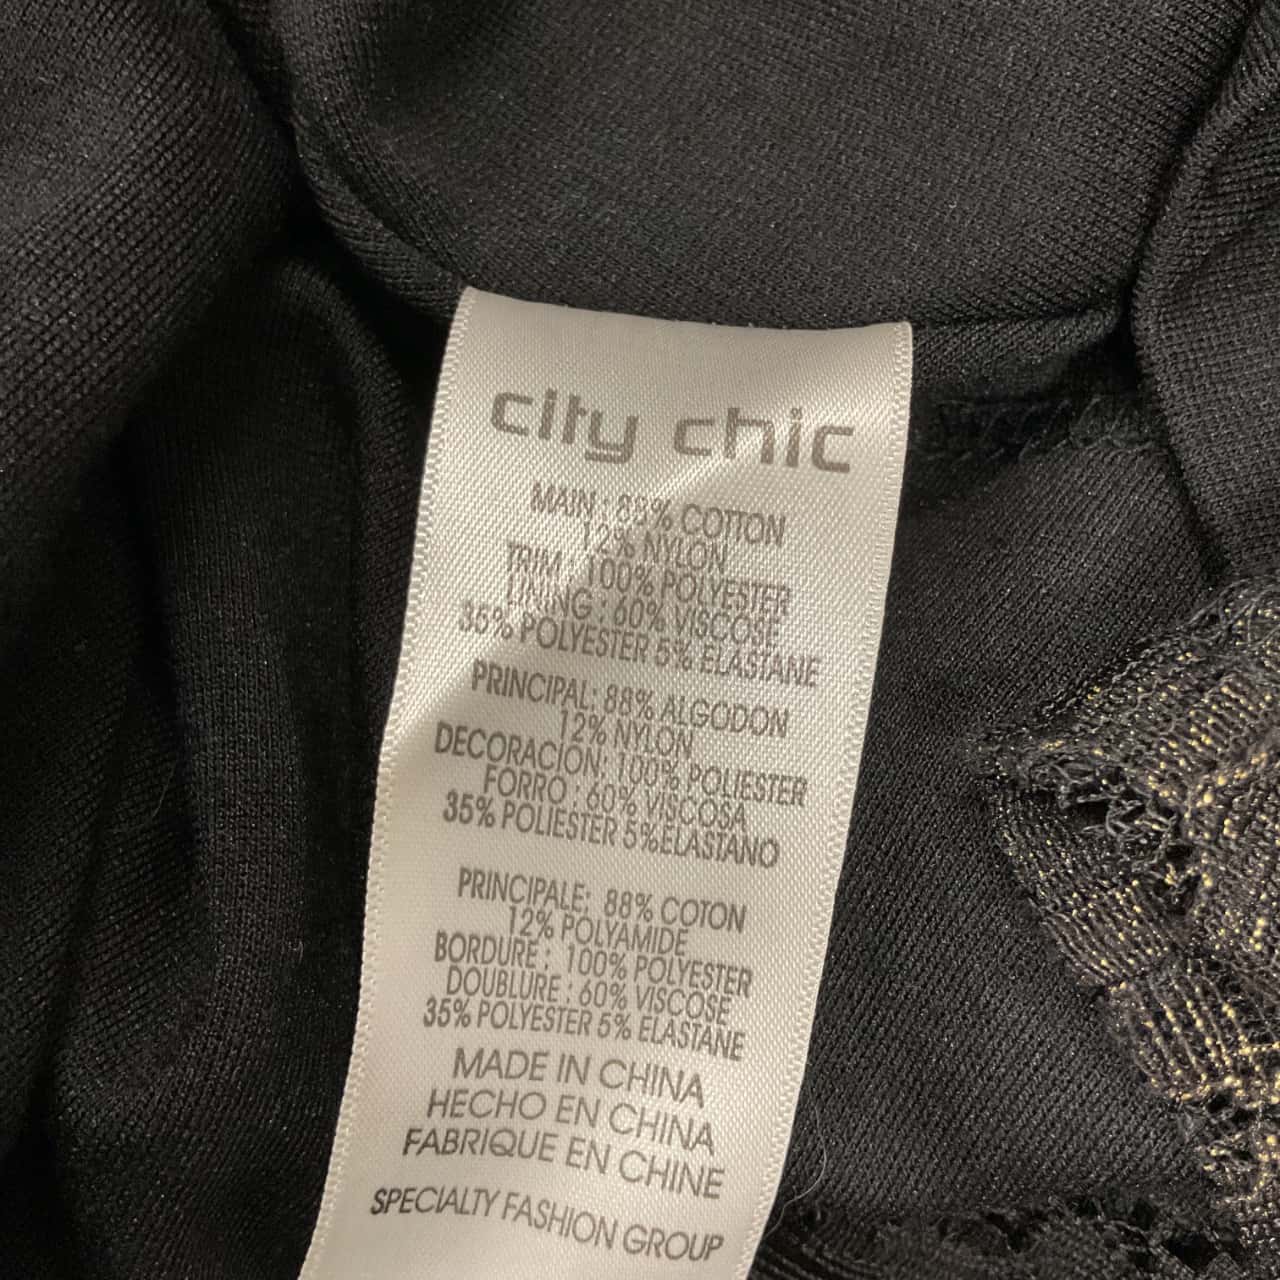 city chic
MAIN : 88% COTTON
12% NYLON
TRIM : 100% POLYESTER
LINING : 60% VISCOSE
35% POLYESTER 5% ELASTANE
PRINCIPAL: 88% ALGODON
12% NYLON
DECORACION: 100% POLIESTER
FORRO : 60% VISCOSA
35% POLIESTER 5%ELASTANO
PRINCIPALE: 88% COTON
12% POLYAMIDE
BORDURE : 100% POLYESTER
DOUBLURE : 60% VISCOSE
35% POLYESTER 5% ELASTANE
MADE IN CHINA
HECHO EN CHINA
FABRIQUE EN CHINE
SPECIALTY FASHION GROUP